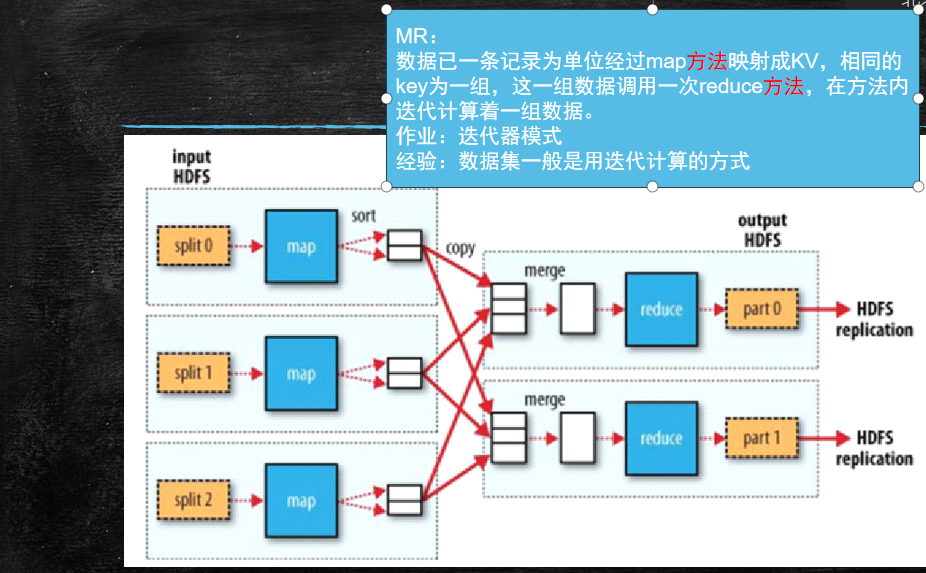 MR：
数据已一条记录为单位经过map方法映射成KV，相同的
key为一组，这一组数据调用一次reduce方法，在方法内
迭代计算着一组数据。
作业：迭代器模式
经验：数据集一般是用迭代计算的方式
input
HDFS
sort
split 0
map
copy
output
HDFS
merge
reduce
part 0
HDFS
replication
split 1
map
merge
reduce
part 1
HDFS
replication
split 2
map